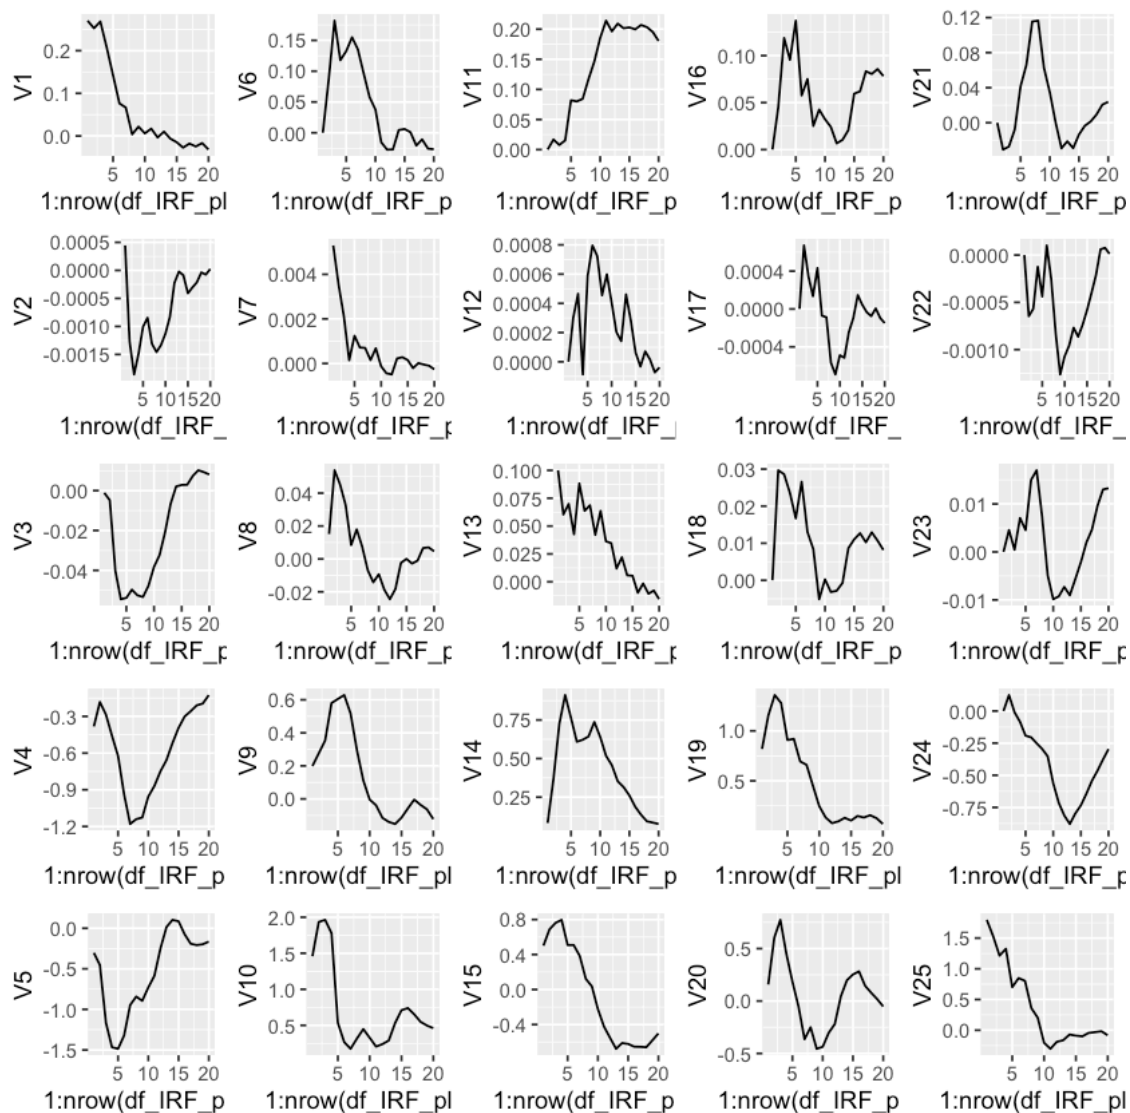 V1
0.2
0.1
0.0
5 10 15 20
1:nrow(df_IRF_pl
V6
0.15
0.10
0.05
0.00
5 10 15 20
1:nrow(df_IRF_p
V11
0.20
0.15
0.10
0.05
0.00
5 10 15 20
1:nrow(df_IRF_p
V16
0.10
0.05
0.00
5 10 15 20
1:nrow(df_IRF_p
V21
0.12
0.08
0.04
0.00
5 10 15 20
1:nrow(df_IRF_p
V2
0.0005
0.0000
-0.0005
-0.0010
-0.0015
5 10 15 20
1:nrow(df_IRF_
V7
0.004
0.002
0.000
5 10 15 20
1:nrow(df_IRF_p
V12
0.0008
0.0006
0.0004
0.0002
0.0000
5 10 15 20
1:nrow(df_IRF_
V17
0.0004
0.0000
-0.0004
5 10 15 20
1:nrow(df_IRF_
V22
0.0000
-0.0005
-0.0010
5 10 15 20
1:nrow(df_IRF_
V3
0.00
-0.02
-0.04
5 10 15 20
1:nrow(df_IRF_p
V8
0.04
0.02
0.00
-0.02
5 10 15 20
1:nrow(df_IRF_p
V13
0.100
0.075
0.050
0.025
0.000
5 10 15 20
1:nrow(df_IRF_p
V18
0.03
0.02
0.01
0.00
5 10 15 20
1:nrow(df_IRF_p
V23
0.01
0.00
-0.01
5 10 15 20
1:nrow(df_IRF_p
V4
-0.3
-0.6
-0.9
-1.2
5 10 15 20
1:nrow(df_IRF_p
V9
0.6
0.4
0.2
0.0
5 10 15 20
1:nrow(df_IRF_pl
V14
0.75
0.50
0.25
5 10 15 20
1:nrow(df_IRF_p
V19
1.0
0.5
5 10 15 20
1:nrow(df_IRF_pl
V24
0.00
-0.25
-0.50
-0.75
5 10 15 20
1:nrow(df_IRF_p
V5
0.0
-0.5
-1.0
-1.5
5 10 15 20
1:nrow(df_IRF_p
V10
2.0
1.5
1.0
0.5
5 10 15 20
1:nrow(df_IRF_pl
V15
0.8
0.4
0.0
-0.4
5 10 15 20
1:nrow(df_IRF_p
V20
0.5
0.0
-0.5
5 10 15 20
1:nrow(df_IRF_p
V25
1.5
1.0
0.5
0.0
5 10 15 20
1:nrow(df_IRF_pl